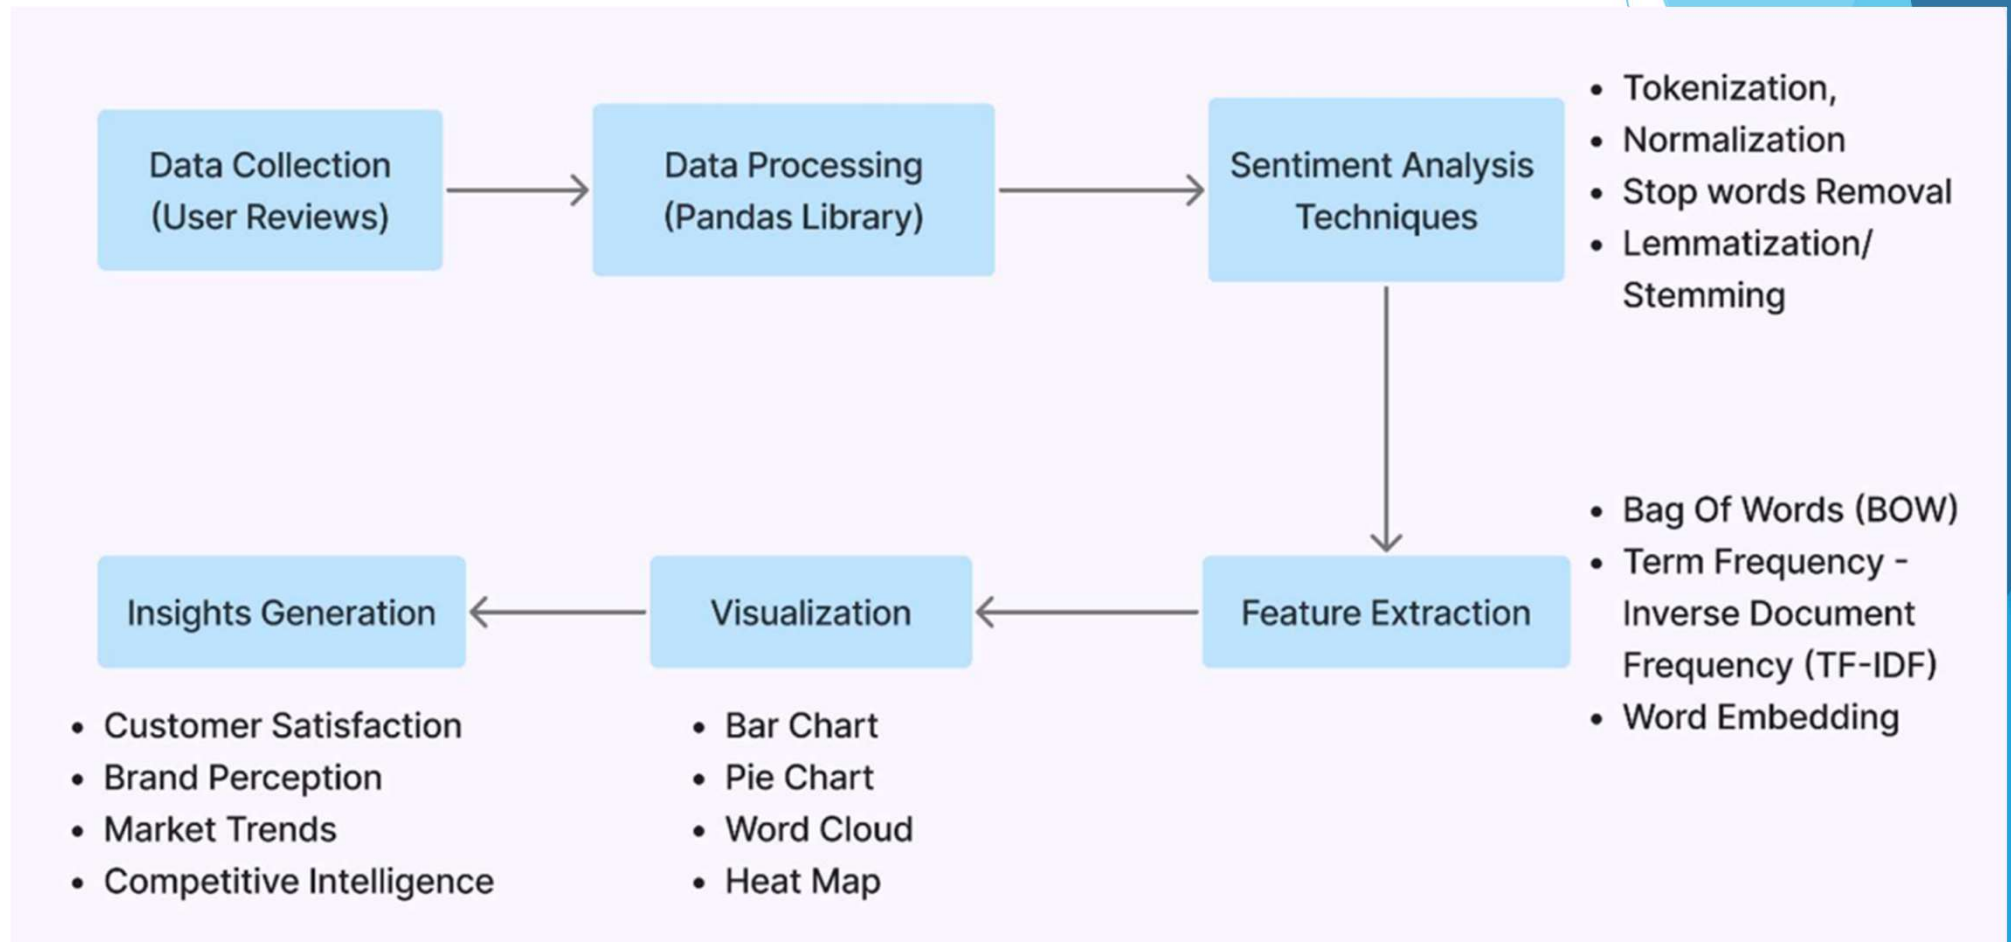 Data Collection
(User Reviews)
Data Processing
(Pandas Library)
Sentiment Analysis
Techniques
• Tokenization,
• Normalization
• Stop words Removal
• Lemmatization/
Stemming
• Bag Of Words (BOW)
• Term Frequency -
Inverse Document
Frequency (TF-IDF)
• Word Embedding
Feature Extraction
Visualization
• Bar Chart
• Pie Chart
• Word Cloud
• Heat Map
Insights Generation
• Customer Satisfaction
• Brand Perception
• Market Trends
• Competitive Intelligence